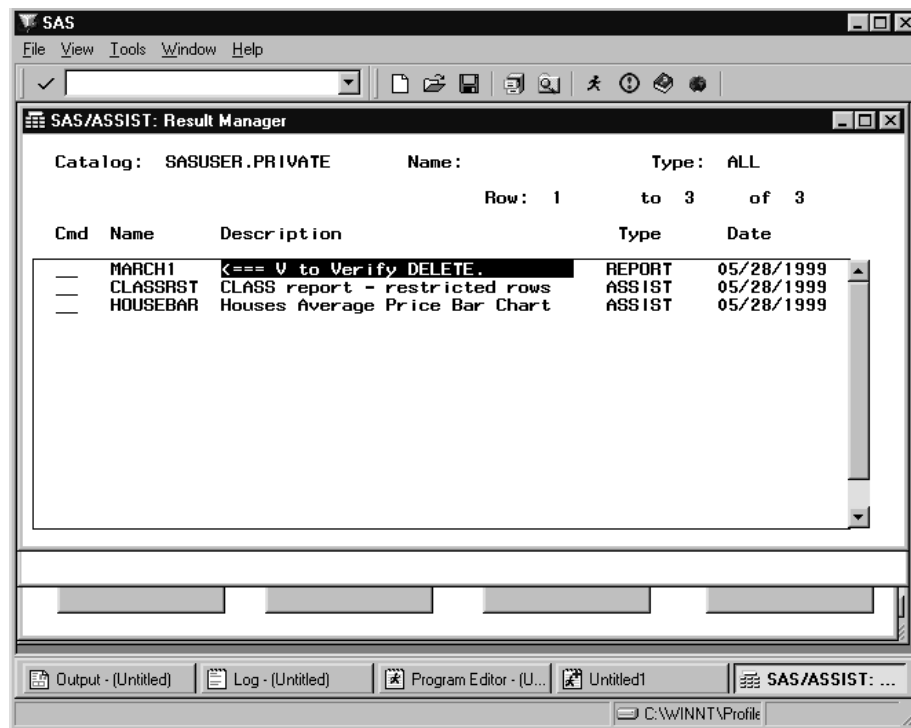 SAS
File View Tools Window Help
SAS/ASSIST: Result Manager
Catalog: SASUSER.PRIVATE Name: Type: ALL
Row: 1 to 3 of 3
Cmd Name Description Type Date
__ MARCH1 <=== V to Verify DELETE. REPORT 05/28/1999
__ CLASSRST CLASS report - restricted rows ASSIST 05/28/1999
__ HOUSEBAR Houses Average Price Bar Chart ASSIST 05/28/1999
Output - (Untitled) Log - (Untitled) Program Editor - (U... Untitled1 SAS/ASSIST: ...
C:\WINNT\Profile